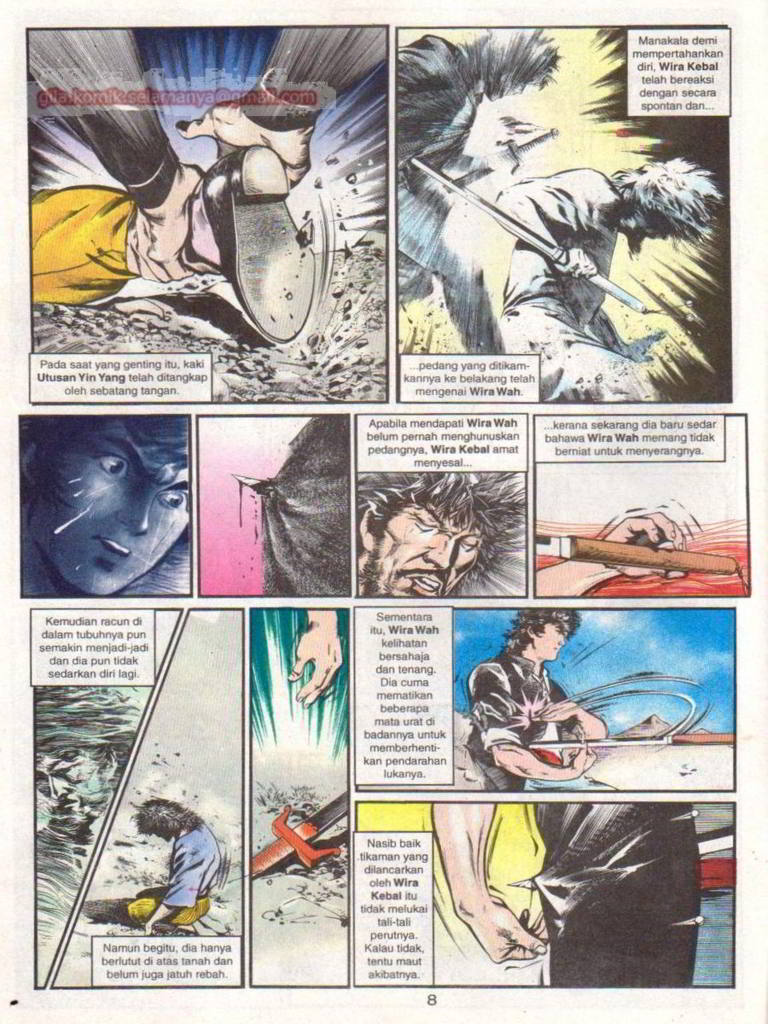 gila.komik.selamanya@gmail.com
Pada saat yang genting itu, kaki
Utusan Yin Yang telah ditangkap
oleh sebatang tangan.
Manakala demi
mempertahankan
diri, Wira Kebal
telah bereaksi
dengan secara
spontan dan...
...pedang yang ditikam-
kannya ke belakang telah
mengenai Wira Wah.
Apabila mendapati Wira Wah
belum pernah menghunuskan
pedangnya, Wira Kebal amat
menyesal...
...kerana sekarang dia baru sedar
bahawa Wira Wah memang tidak
berniat untuk menyerangnya.
Kemudian racun di
dalam tubuhnya pun
semakin menjadi-jadi
dan dia pun tidak
sedarkan diri lagi.
Namun begitu, dia hanya
berlutut di atas tanah dan
belum juga jatuh rebah.
Sementara
itu, Wira Wah
kelihatan
bersahaja
dan tenang.
Dia cuma
mematikan
beberapa
mata urat di
badannya untuk
memberhenti-
kan pendarahan
lukanya.
Nasib baik
tikaman yang
dilancarkan
oleh Wira
Kebal itu
tidak melukai
tali-tali
perutnya.
Kalau tidak,
tentu maut
akibatnya.
8